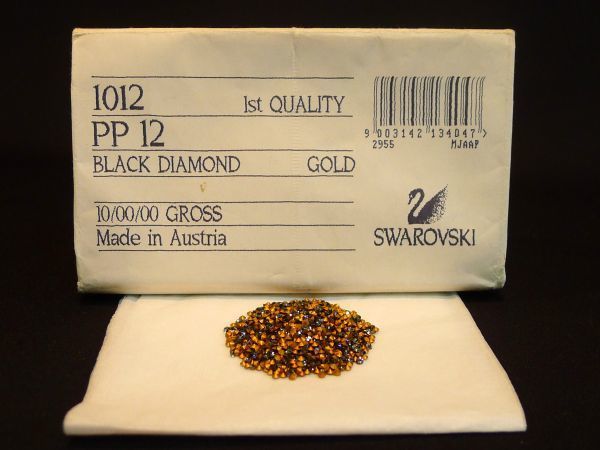 1012 1st QUALITY
PP 12
BLACK DIAMOND GOLD
10/00/00 GROSS
Made in Austria
9 003142 134047 >
2955 MJAAP
SWAROVSKI